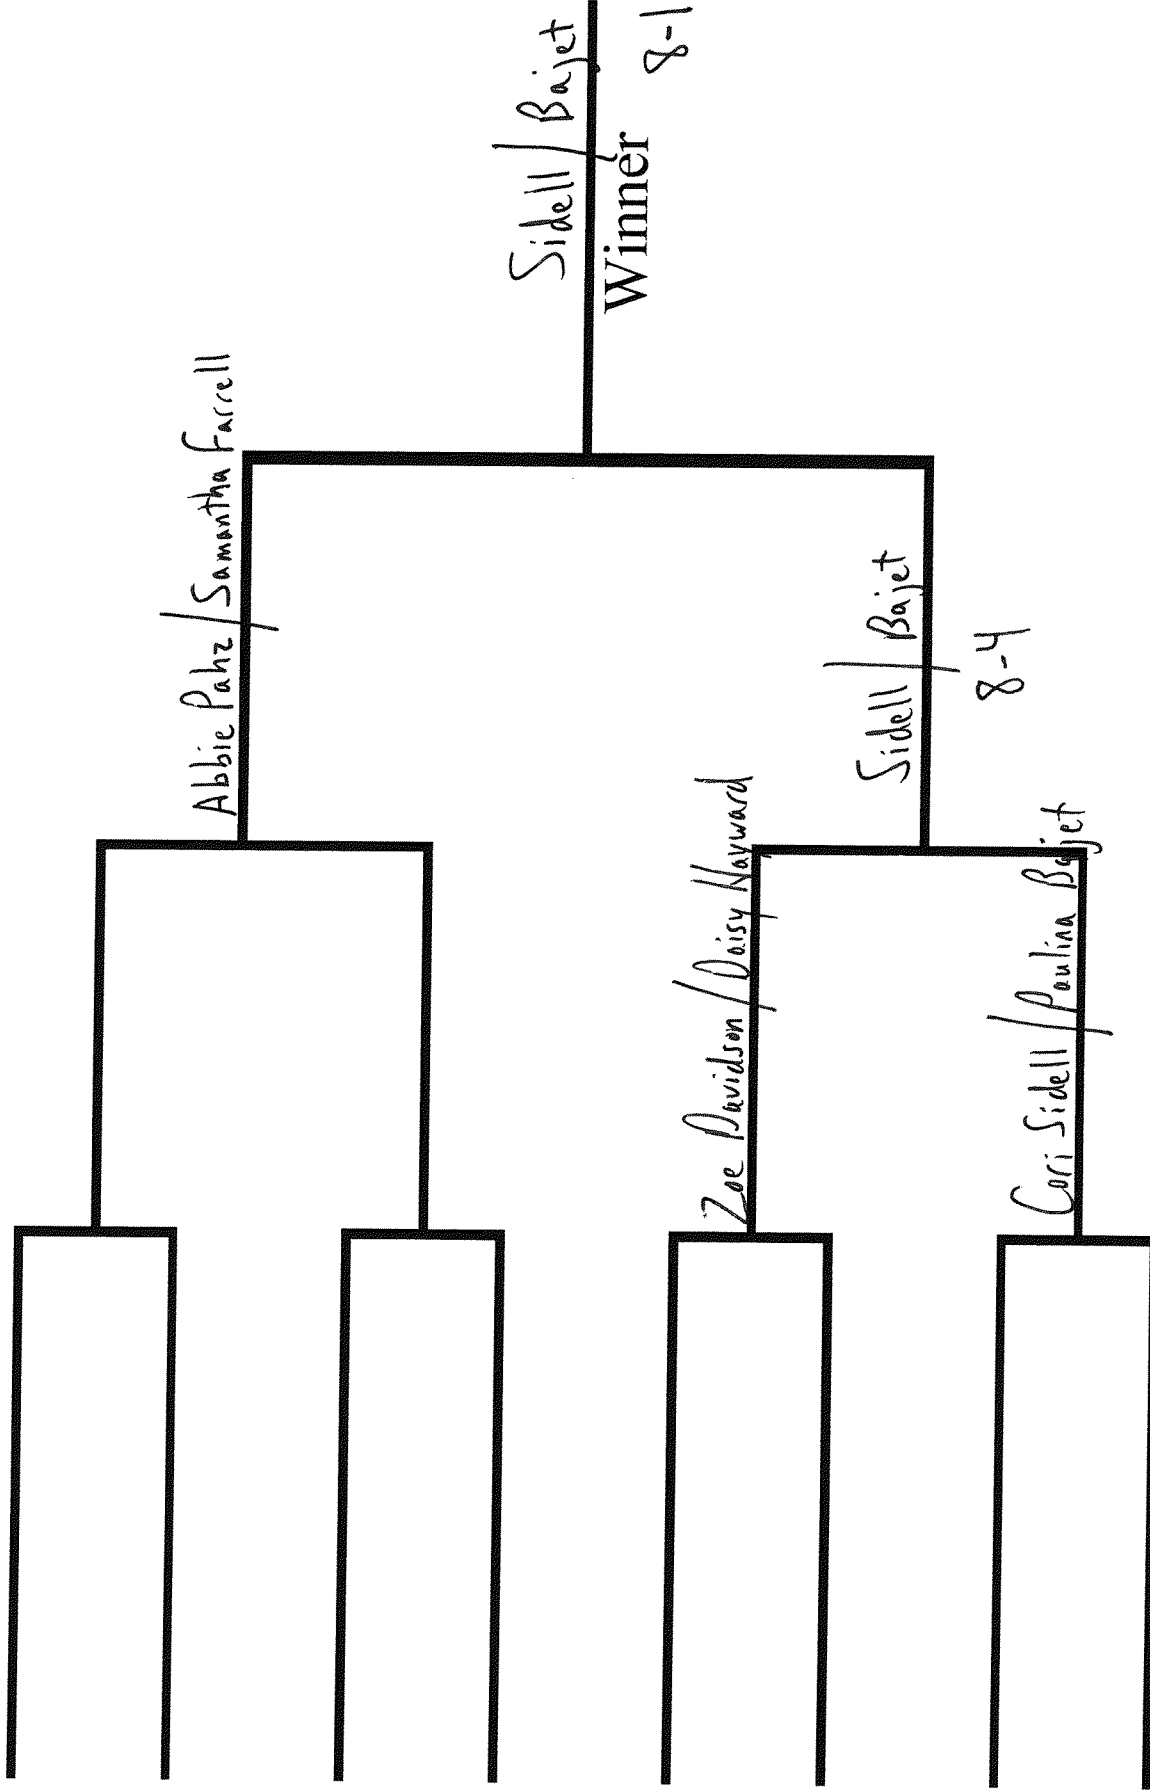 Abbie Pahz / Samantha Farrell
Zoe Davidson / Daisy Hayward
Cori Sidell / Paulina Bajet
Sidell / Bajet
8-4
Sidell / Bajet
Winner
8-1